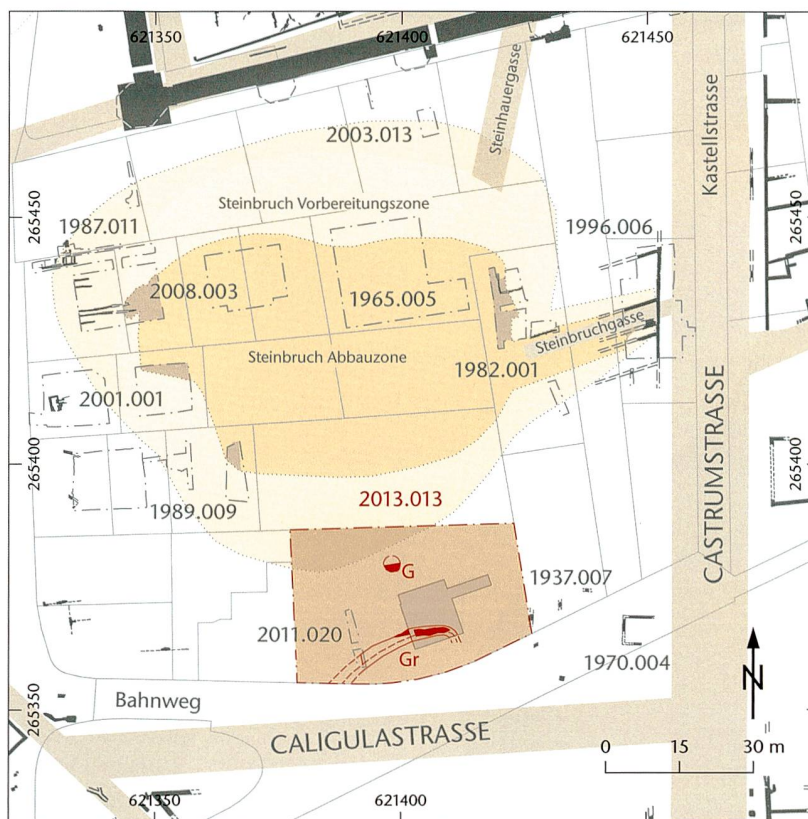 621350
621400
621450
Steinhauergasse
Kastellstrasse
2003.013
Steinbruch Vorbereitungszone
265450
1987.011
1996.006
265450
2008.003
1965.005
Steinbruchgasse
Steinbruch Abbauzone
1982.001
2001.001
CASTRUMSTRASSE
265400
265400
2013.013
1989.009
G
1937.007
2011.020
Gr
1970.004
N
265350
Bahnweg
CALIGULASTRASSE
0 15 30 m
621350
621400